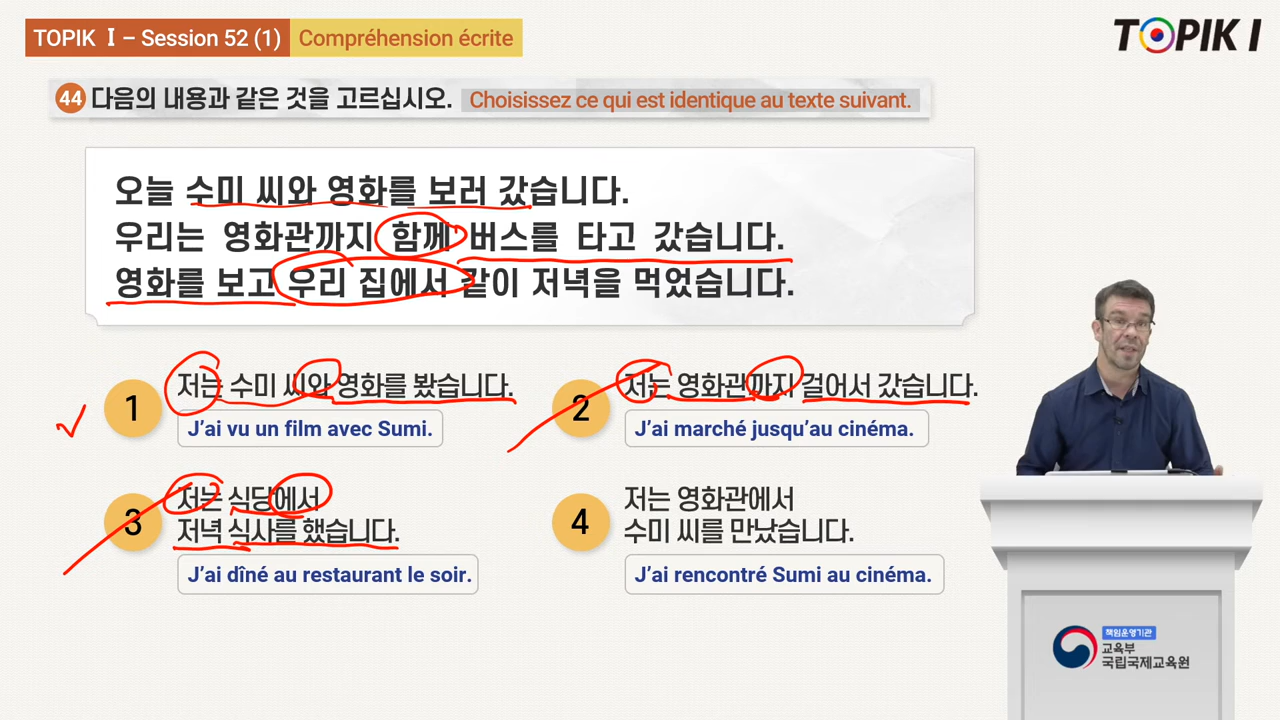 TOPIK I – Session 52 (1) Compréhension écrite
TOPIK I
44 다음의 내용과 같은 것을 고르십시오. Choisissez ce qui est identique au texte suivant.
오늘 수미 씨와 영화를 보러 갔습니다.
우리는 영화관까지 함께 버스를 타고 갔습니다.
영화를 보고 우리 집에서 같이 저녁을 먹었습니다.
1 저는 수미 씨와 영화를 봤습니다.
J'ai vu un film avec Sumi.
2 저는 영화관까지 걸어서 갔습니다.
J'ai marché jusqu'au cinéma.
3 저는 식당에서
저녁 식사를 했습니다.
J'ai dîné au restaurant le soir.
4 저는 영화관에서
수미 씨를 만났습니다.
J'ai rencontré Sumi au cinéma.
책임운영기관
교육부
국립국제교육원